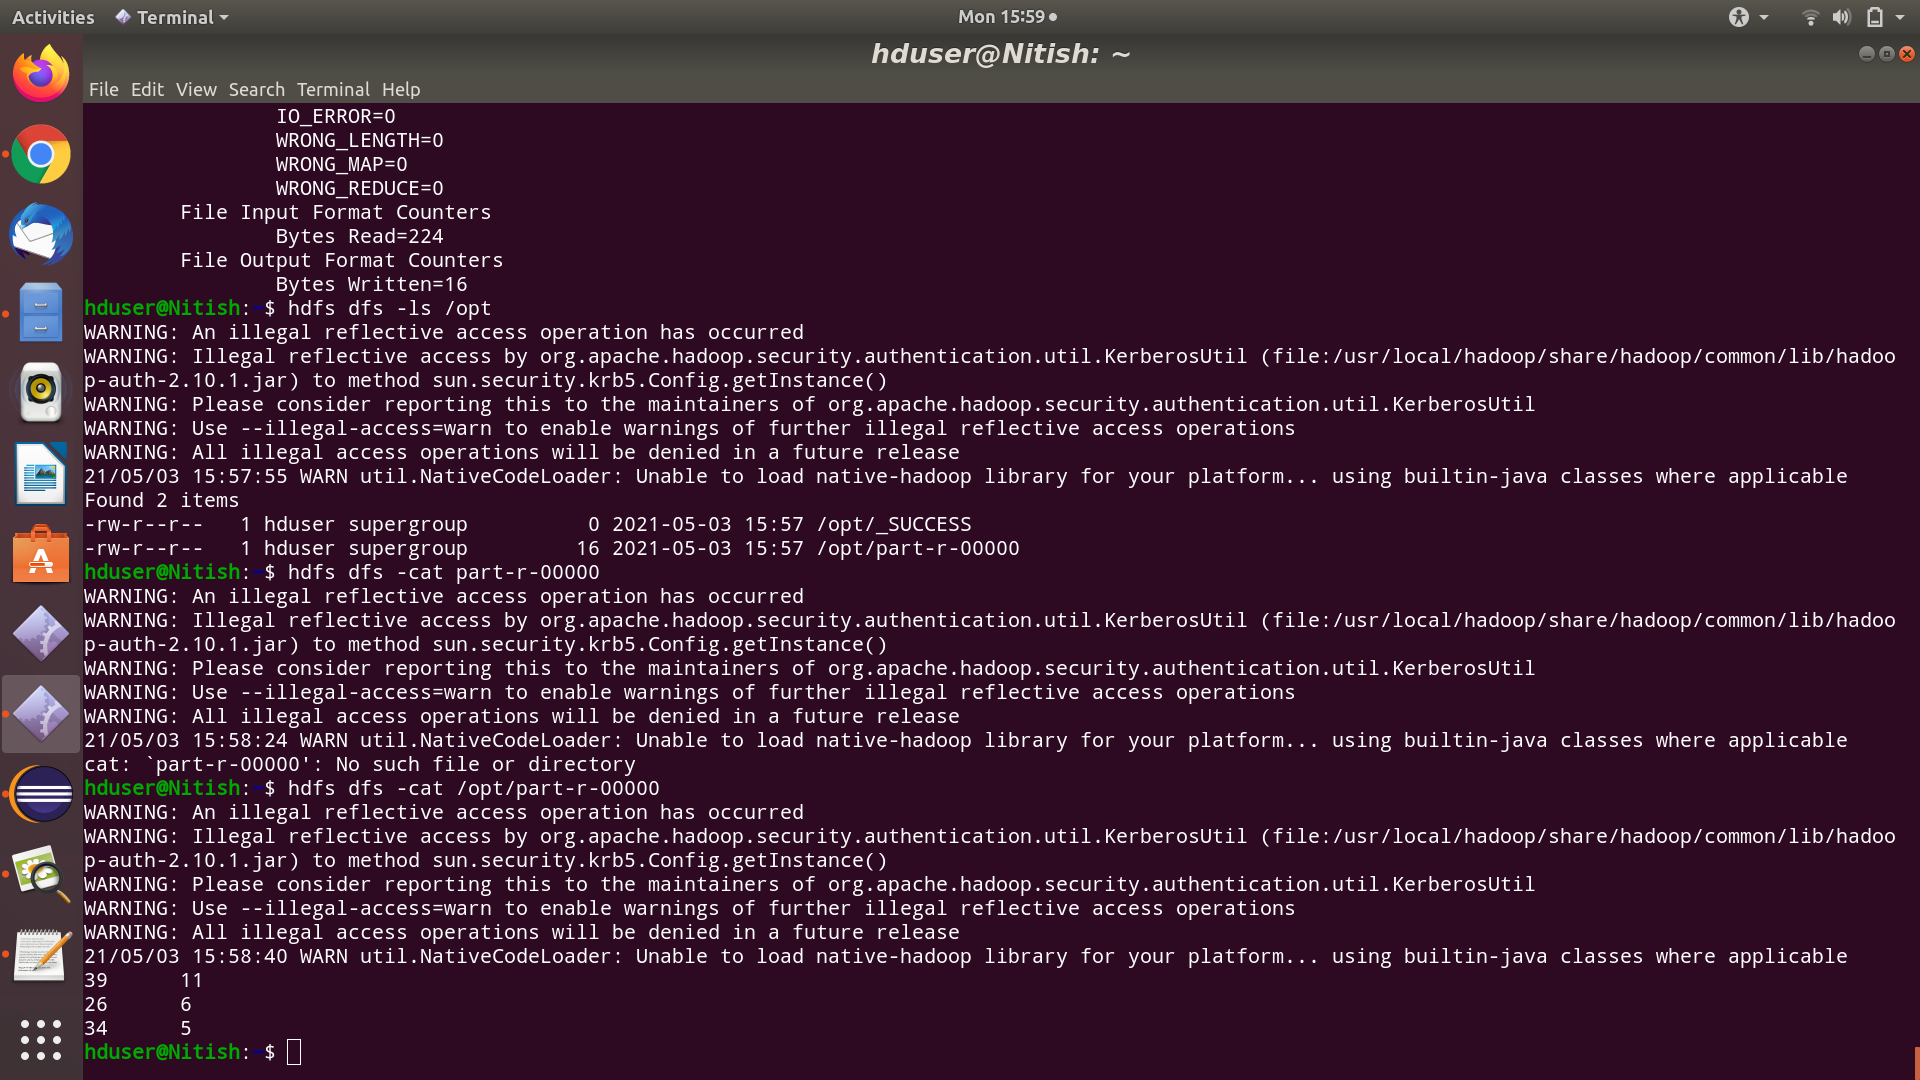 Activities Terminal Mon 15:59
hduser@Nitish: ~
File Edit View Search Terminal Help
IO_ERROR=0
WRONG_LENGTH=0
WRONG_MAP=0
WRONG_REDUCE=0
File Input Format Counters
Bytes Read=224
File Output Format Counters
Bytes Written=16
hduser@Nitish:~$ hdfs dfs -ls /opt
WARNING: An illegal reflective access operation has occurred
WARNING: Illegal reflective access by org.apache.hadoop.security.authentication.util.KerberosUtil (file:/usr/local/hadoop/share/hadoop/common/lib/hadoo
p-auth-2.10.1.jar) to method sun.security.krb5.Config.getInstance()
WARNING: Please consider reporting this to the maintainers of org.apache.hadoop.security.authentication.util.KerberosUtil
WARNING: Use --illegal-access=warn to enable warnings of further illegal reflective access operations
WARNING: All illegal access operations will be denied in a future release
21/05/03 15:57:55 WARN util.NativeCodeLoader: Unable to load native-hadoop library for your platform... using builtin-java classes where applicable
Found 2 items
-rw-r--r--   1 hduser supergroup          0 2021-05-03 15:57 /opt/_SUCCESS
-rw-r--r--   1 hduser supergroup         16 2021-05-03 15:57 /opt/part-r-00000
hduser@Nitish:~$ hdfs dfs -cat part-r-00000
WARNING: An illegal reflective access operation has occurred
WARNING: Illegal reflective access by org.apache.hadoop.security.authentication.util.KerberosUtil (file:/usr/local/hadoop/share/hadoop/common/lib/hadoo
p-auth-2.10.1.jar) to method sun.security.krb5.Config.getInstance()
WARNING: Please consider reporting this to the maintainers of org.apache.hadoop.security.authentication.util.KerberosUtil
WARNING: Use --illegal-access=warn to enable warnings of further illegal reflective access operations
WARNING: All illegal access operations will be denied in a future release
21/05/03 15:58:24 WARN util.NativeCodeLoader: Unable to load native-hadoop library for your platform... using builtin-java classes where applicable
cat: `part-r-00000': No such file or directory
hduser@Nitish:~$ hdfs dfs -cat /opt/part-r-00000
WARNING: An illegal reflective access operation has occurred
WARNING: Illegal reflective access by org.apache.hadoop.security.authentication.util.KerberosUtil (file:/usr/local/hadoop/share/hadoop/common/lib/hadoo
p-auth-2.10.1.jar) to method sun.security.krb5.Config.getInstance()
WARNING: Please consider reporting this to the maintainers of org.apache.hadoop.security.authentication.util.KerberosUtil
WARNING: Use --illegal-access=warn to enable warnings of further illegal reflective access operations
WARNING: All illegal access operations will be denied in a future release
21/05/03 15:58:40 WARN util.NativeCodeLoader: Unable to load native-hadoop library for your platform... using builtin-java classes where applicable
39      11
26      6
34      5
hduser@Nitish:~$